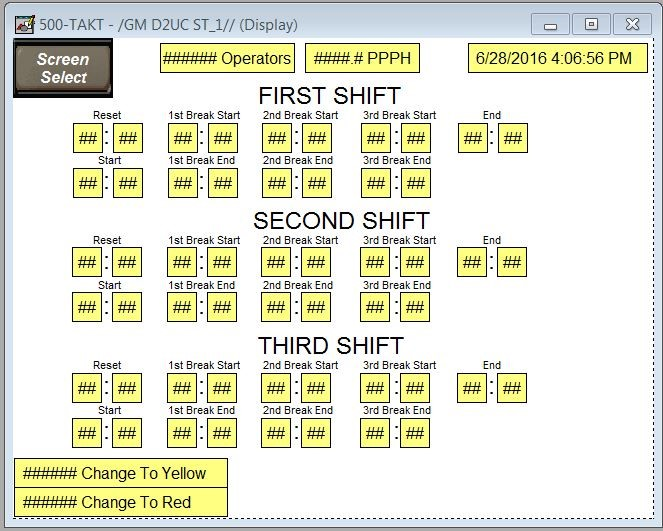 500-TAKT - /GM D2UC ST_1// (Display)
Screen Select
###### Operators ####.# PPPH 6/28/2016 4:06:56 PM
FIRST SHIFT
Reset 1st Break Start 2nd Break Start 3rd Break Start End
## : ## ## : ## ## : ## ## : ## ## : ##
Start 1st Break End 2nd Break End 3rd Break End
## : ## ## : ## ## : ## ## : ##
SECOND SHIFT
Reset 1st Break Start 2nd Break Start 3rd Break Start End
## : ## ## : ## ## : ## ## : ## ## : ##
Start 1st Break End 2nd Break End 3rd Break End
## : ## ## : ## ## : ## ## : ##
THIRD SHIFT
Reset 1st Break Start 2nd Break Start 3rd Break Start End
## : ## ## : ## ## : ## ## : ## ## : ##
Start 1st Break End 2nd Break End 3rd Break End
## : ## ## : ## ## : ## ## : ##
###### Change To Yellow
###### Change To Red